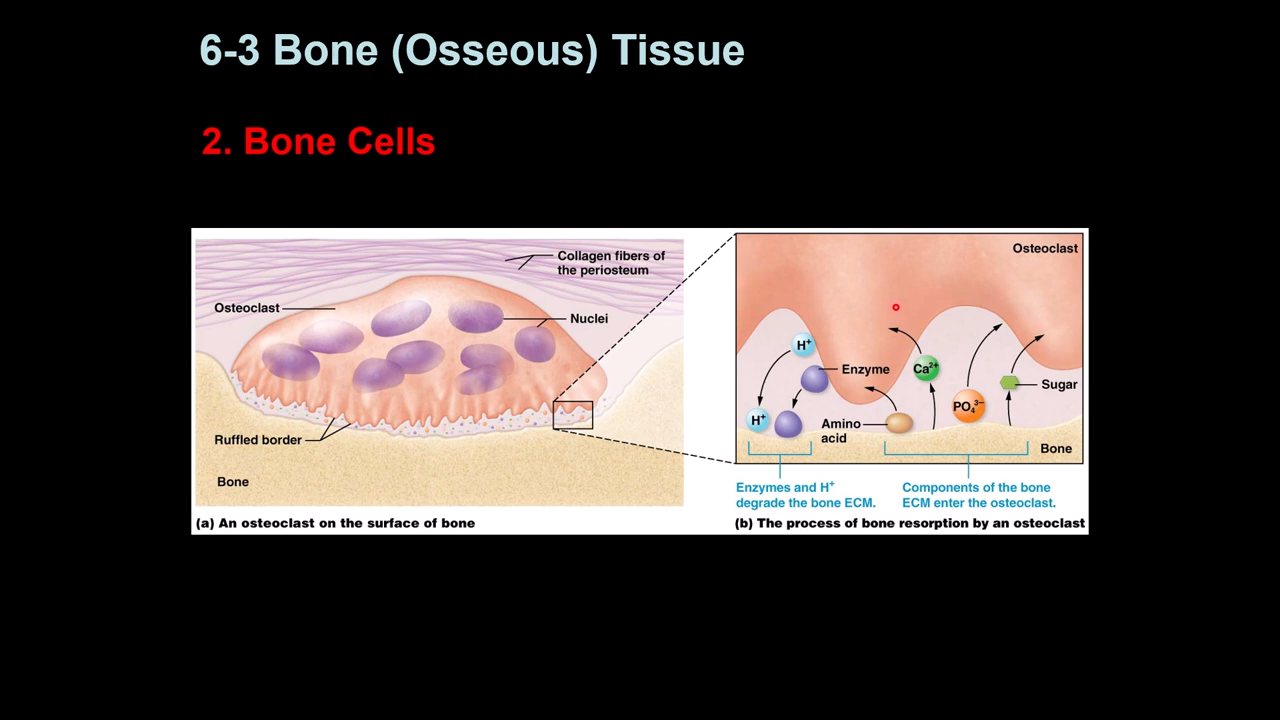 6-3 Bone (Osseous) Tissue
2. Bone Cells
Collagen fibers of
the periosteum
Osteoclast
Nuclei
Ruffled border
Bone
(a) An osteoclast on the surface of bone
Osteoclast
H+
Enzyme
Ca2+
Sugar
PO43–
H+
Amino
acid
Bone
Enzymes and H+
degrade the bone ECM.
Components of the bone
ECM enter the osteoclast.
(b) The process of bone resorption by an osteoclast